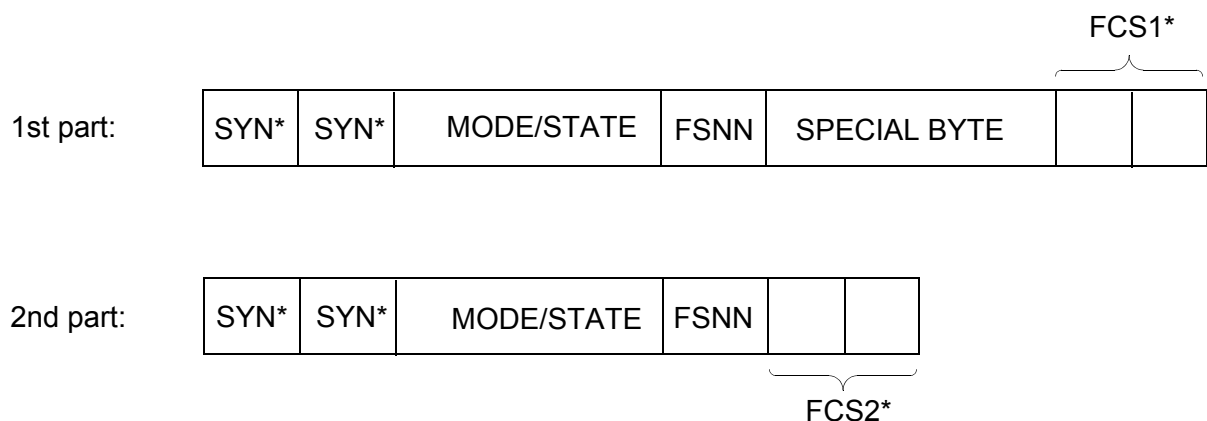 FCS1*
1st part: SYN* SYN* MODE/STATE FSNN SPECIAL BYTE
2nd part: SYN* SYN* MODE/STATE FSNN
FCS2*